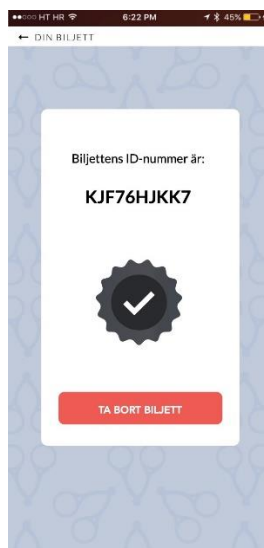 HT HR 6:22 PM 45%
← DIN BILJETT
Biljettens ID-nummer är:
KJF76HJKK7
TA BORT BILJETT